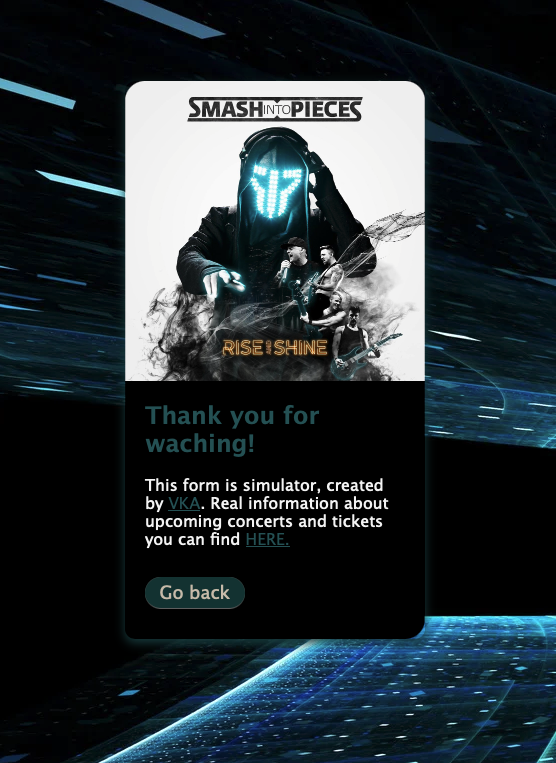 SMASH INTO PIECES
RISE AND SHINE
Thank you for
waching!
This form is simulator, created
by VKA. Real information about
upcoming concerts and tickets
you can find HERE.
Go back